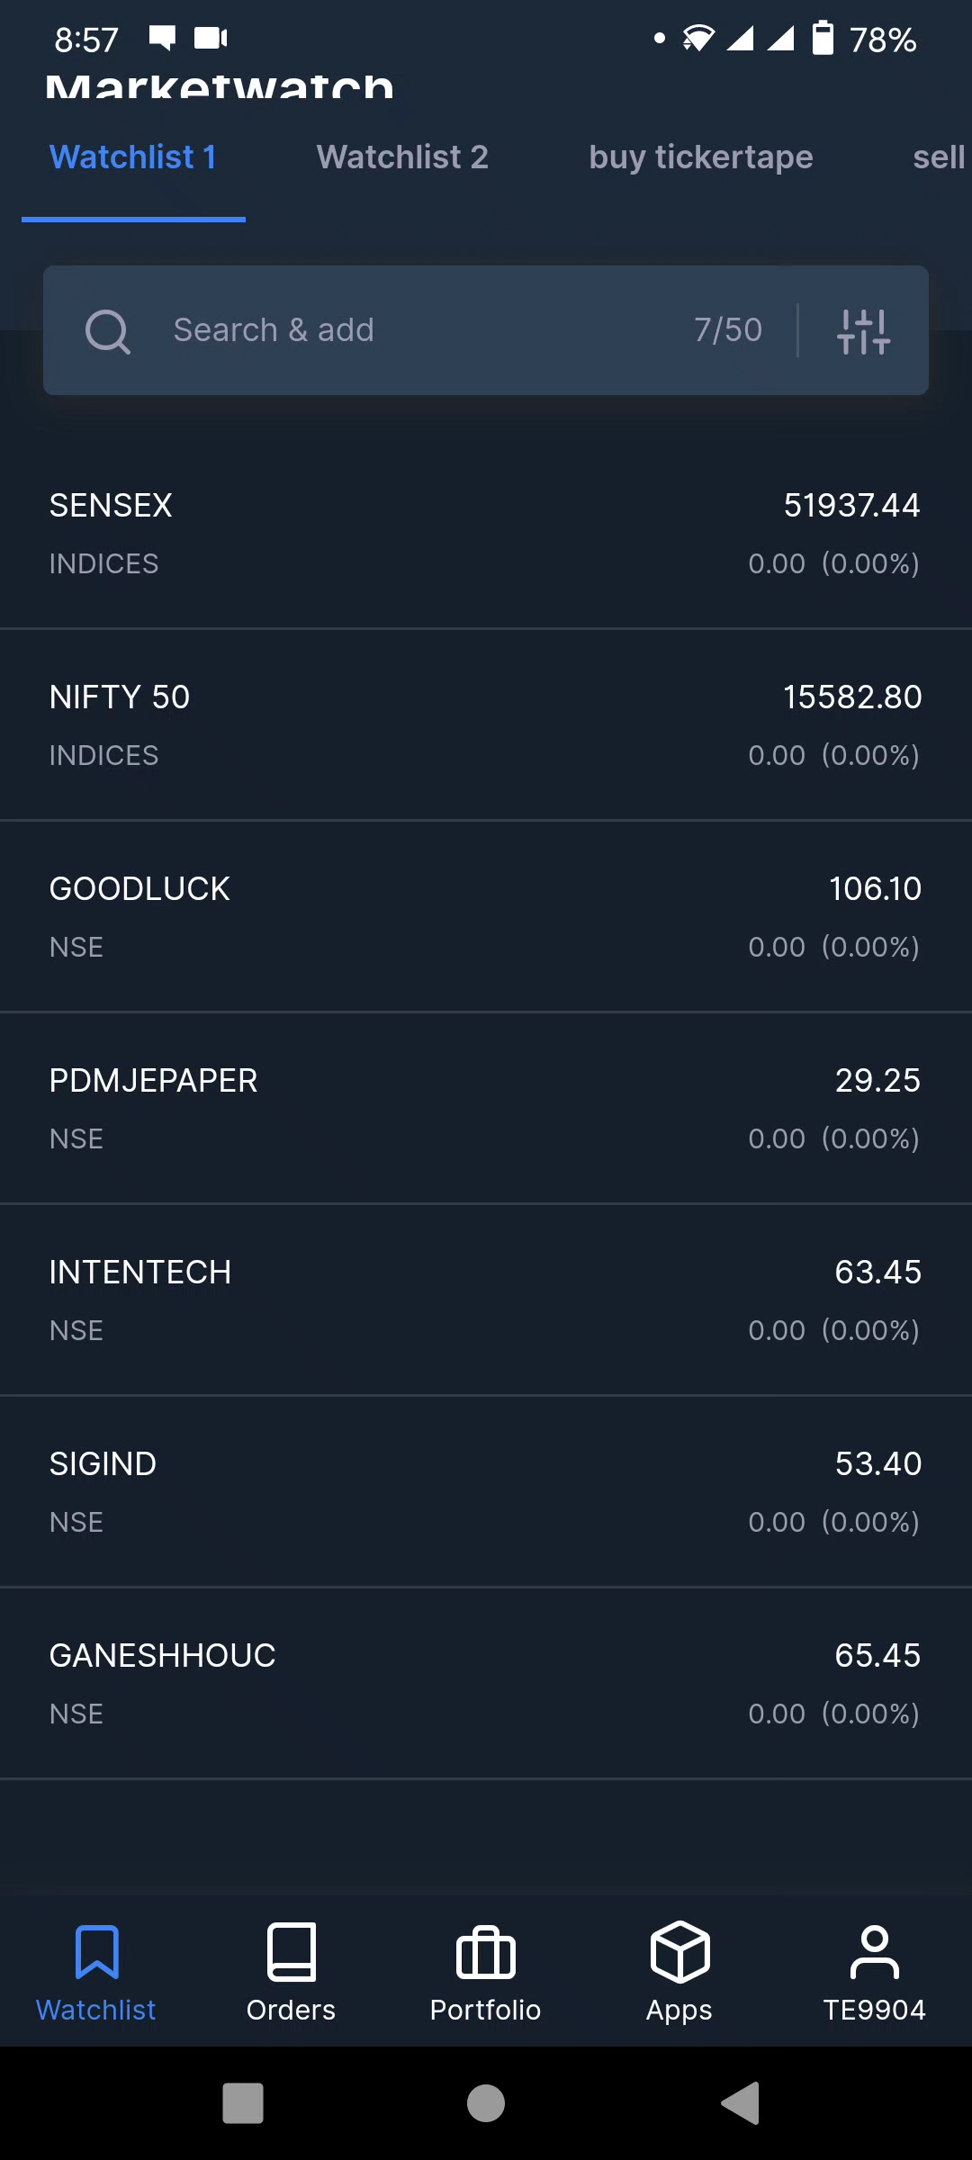 8:57 78%
Marketwatch
Watchlist 1 Watchlist 2 buy tickertape sell
Search & add 7/50
SENSEX 51937.44
INDICES 0.00 (0.00%)
NIFTY 50 15582.80
INDICES 0.00 (0.00%)
GOODLUCK 106.10
NSE 0.00 (0.00%)
PDMJEPAPER 29.25
NSE 0.00 (0.00%)
INTENTECH 63.45
NSE 0.00 (0.00%)
SIGIND 53.40
NSE 0.00 (0.00%)
GANESHHOUC 65.45
NSE 0.00 (0.00%)
Watchlist Orders Portfolio Apps TE9904